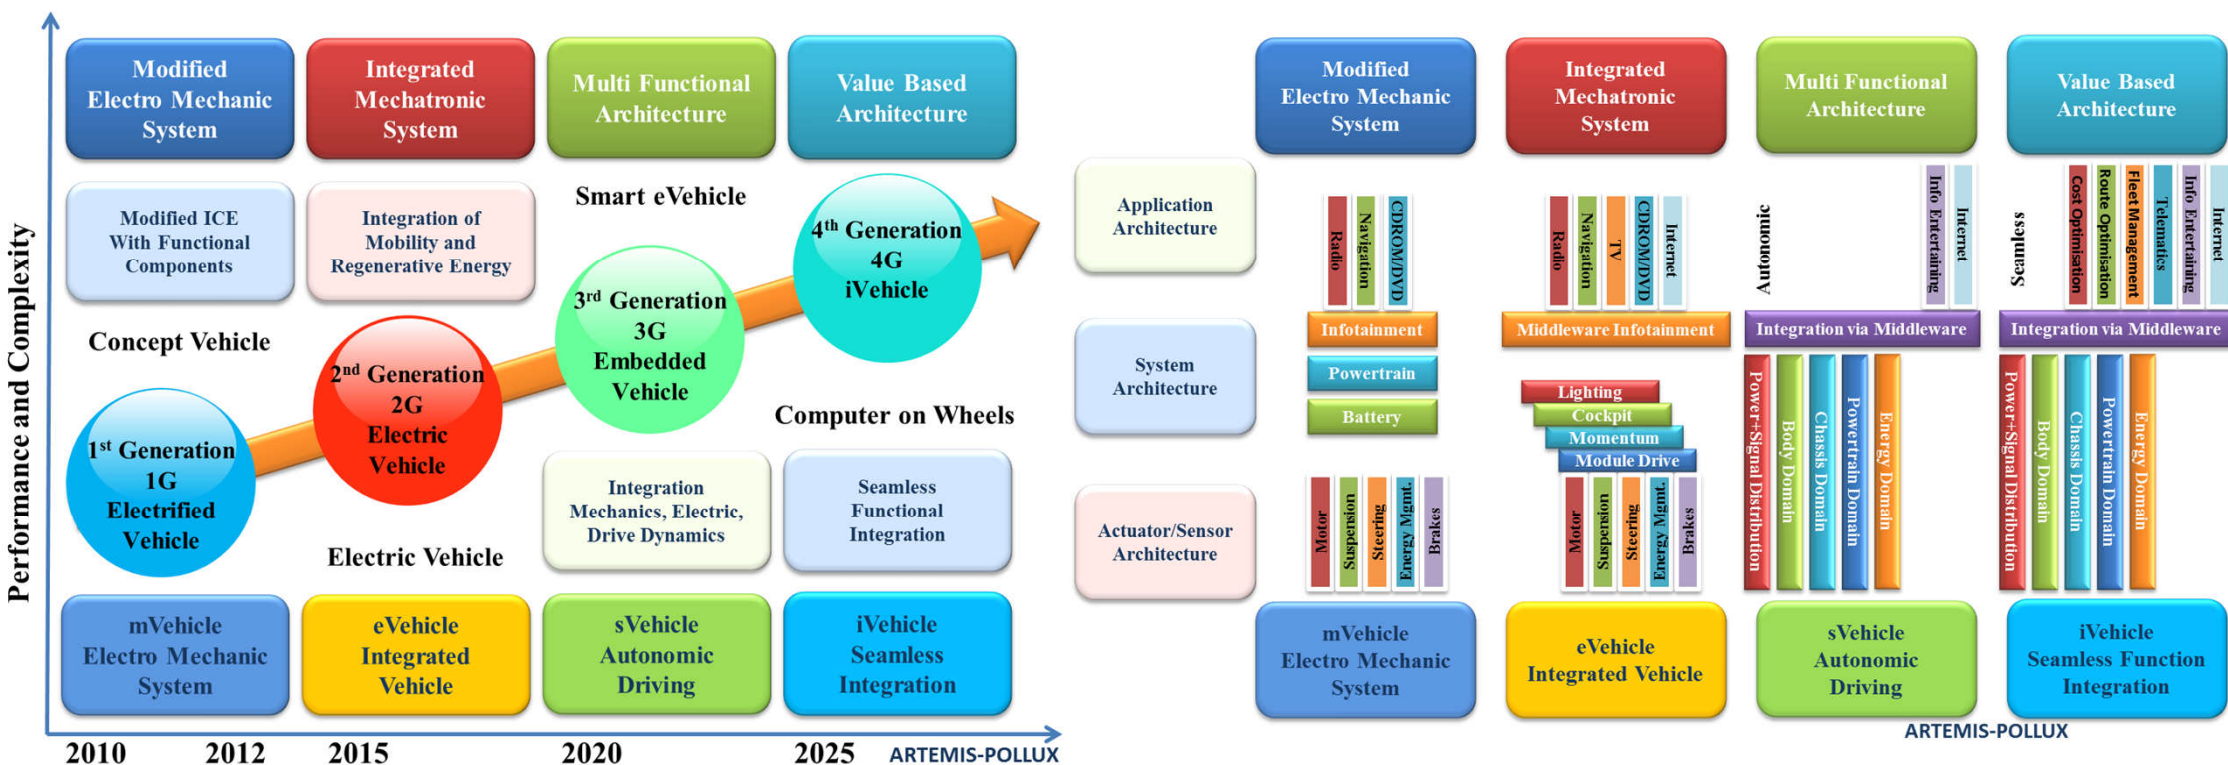 Performance and Complexity
Modified
Electro Mechanic
System
Integrated
Mechatronic
System
Multi Functional
Architecture
Value Based
Architecture
Modified ICE
With Functional
Components
Integration of
Mobility and
Regenerative Energy
Smart eVehicle
4th Generation
4G
iVehicle
Concept Vehicle
3rd Generation
3G
Embedded
Vehicle
2nd Generation
2G
Electric
Vehicle
Computer on Wheels
1st Generation
1G
Electrified
Vehicle
Electric Vehicle
Integration
Mechanics, Electric,
Drive Dynamics
Seamless
Functional
Integration
mVehicle
Electro Mechanic
System
eVehicle
Integrated
Vehicle
sVehicle
Autonomic
Driving
iVehicle
Seamless
Integration
2010
2012
2015
2020
2025
ARTEMIS-POLLUX
Modified
Electro Mechanic
System
Integrated
Mechatronic
System
Multi Functional
Architecture
Value Based
Architecture
Application
Architecture
Radio
Navigation
CDROM/DVD
Radio
Navigation
TV
CDROM/DVD
Internet
Autonomic
Info Entertaining
Internet
Seamless
Cost Optimisation
Route Optimisation
Fleet Management
Telematics
Info Entertaining
Internet
System
Architecture
Infotainment
Powertrain
Battery
Middleware Infotainment
Lighting
Cockpit
Momentum
Module Drive
Integration via Middleware
Integration via Middleware
Power+Signal Distribution
Body Domain
Chassis Domain
Powertrain Domain
Energy Domain
Power+Signal Distribution
Body Domain
Chassis Domain
Powertrain Domain
Energy Domain
Actuator/Sensor
Architecture
Motor
Suspension
Steering
Energy Mgmt.
Brakes
Motor
Suspension
Steering
Energy Mgmt.
Brakes
mVehicle
Electro Mechanic
System
eVehicle
Integrated Vehicle
sVehicle
Autonomic
Driving
iVehicle
Seamless Function
Integration
ARTEMIS-POLLUX